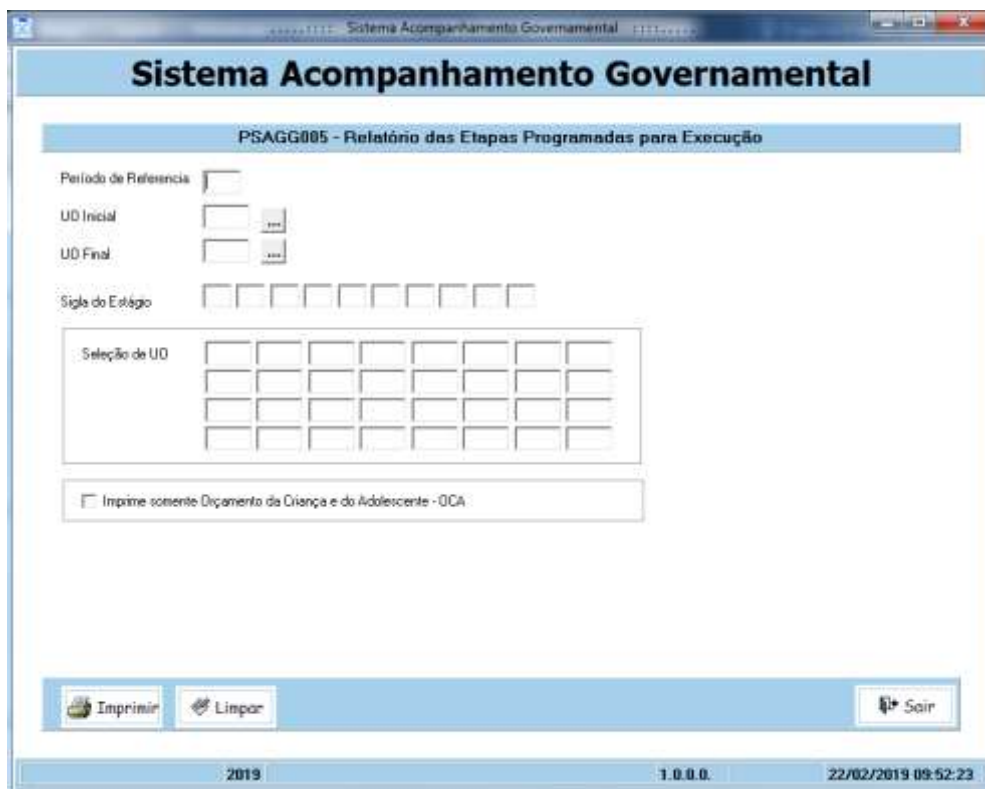 .......:::: Sistema Acompanhamento Governamental ::::.......
Sistema Acompanhamento Governamental
PSAGG005 - Relatório das Etapas Programadas para Execução
Período de Referencia
UO Inicial ...
UO Final ...
Sigla do Estágio
Seleção de UO
Imprime somente Orçamento da Criança e do Adolescente - OCA
Imprimir Limpar Sair
2019 1.0.0.0. 22/02/2019 09:52:23